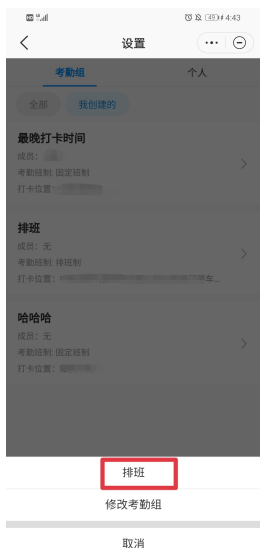 49 4:43
设置
考勤组 个人
全部 我创建的
最晚打卡时间
成员：
考勤班制: 固定班制
打卡位置：
排班
成员：无
考勤班制: 排班制
打卡位置： 车...
哈哈哈
成员：无
考勤班制: 固定班制
打卡位置：
排班
修改考勤组
取消